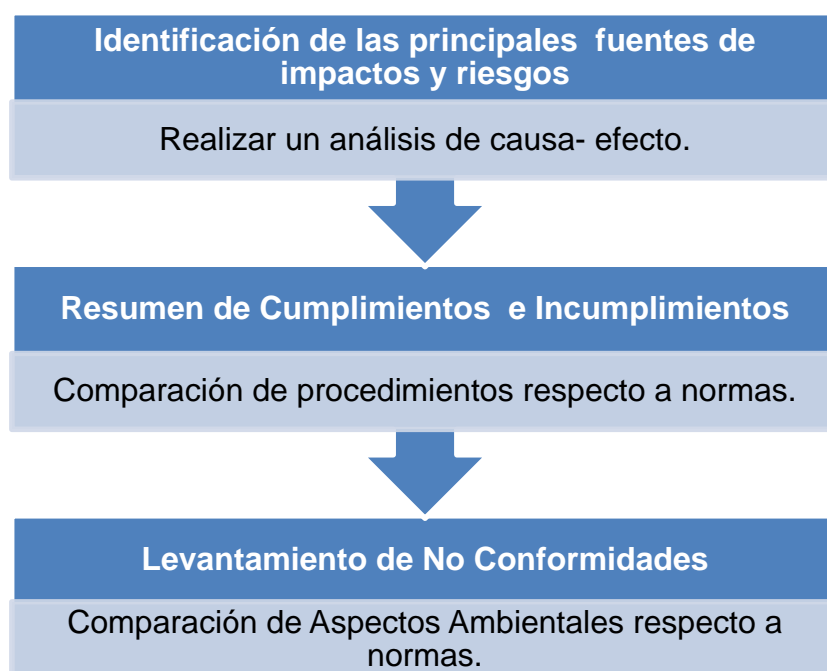 Identificación de las principales  fuentes de
impactos y riesgos
Realizar un análisis de causa- efecto.
Resumen de Cumplimientos  e Incumplimientos
Comparación de procedimientos respecto a normas.
Levantamiento de No Conformidades
Comparación de Aspectos Ambientales respecto a
normas.